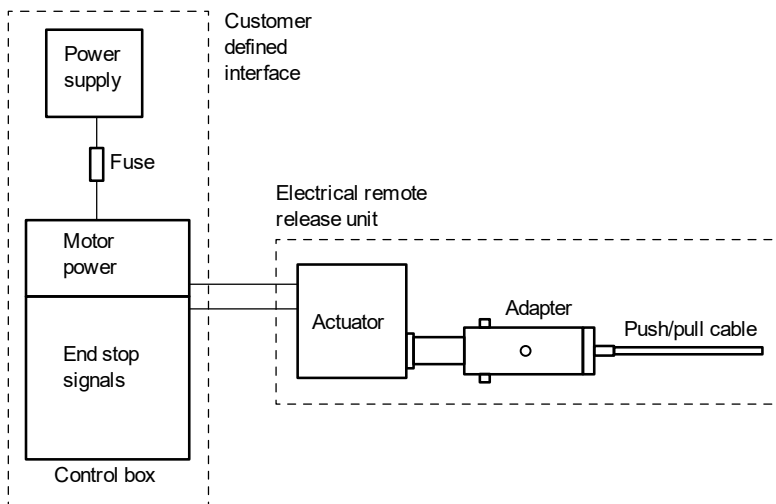 Customer
defined
interface
Power
supply
Fuse
Electrical remote
release unit
Motor
power
Actuator
Adapter
Push/pull cable
End stop
signals
Control box